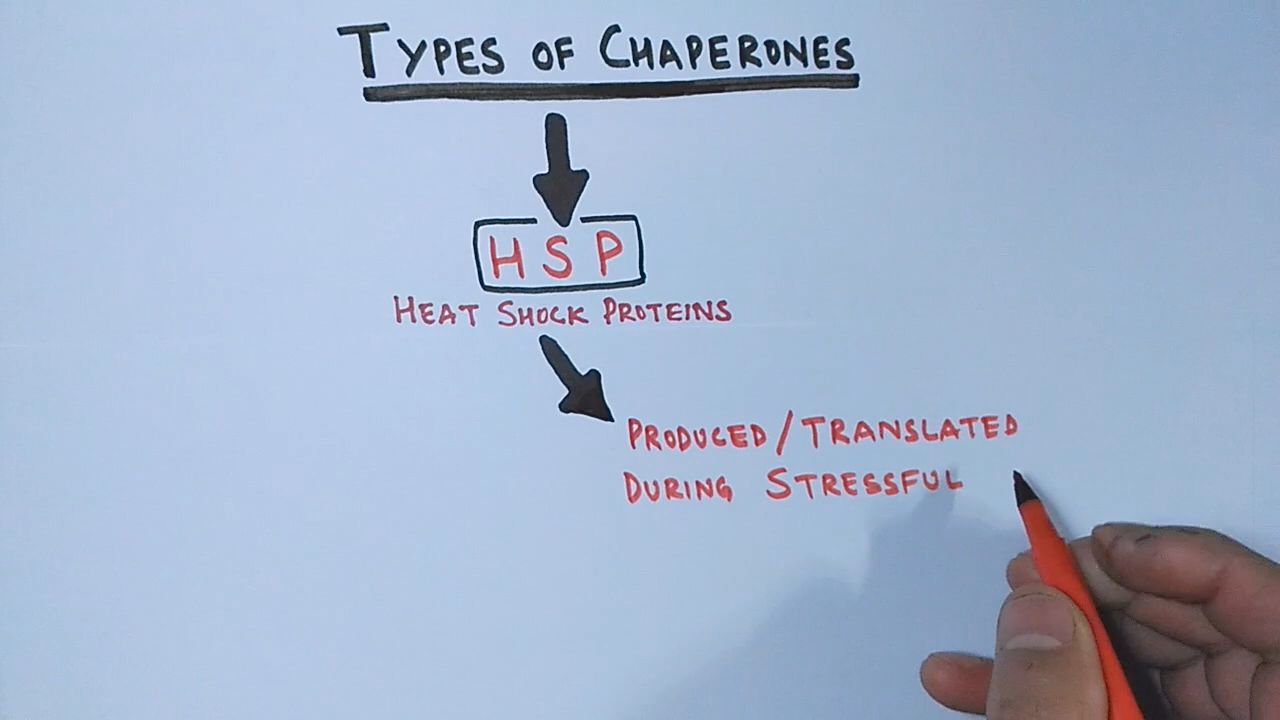 TYPES OF CHAPERONES
HSP
HEAT SHOCK PROTEINS
PRODUCED/TRANSLATED
DURING STRESSFUL